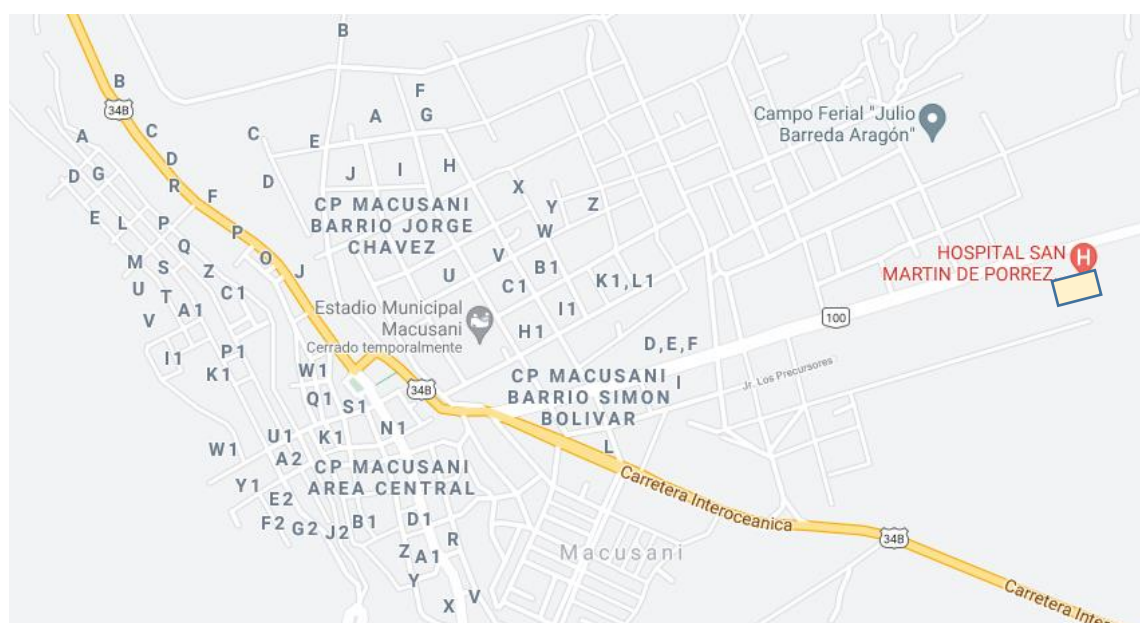 B
B
34B
F
A
G
C
C
E
A
D
H
J
I
D
G
R
D
F
X
Y
Z
E
L
P
P
W
Q
CP MACUSANI
BARRIO JORGE
CHAVEZ
V
O
J
M
S
Z
U
B1
C1
K1,L1
U
T
C1
A1
V
I1
H1
Campo Ferial "Julio
Barreda Aragón"
HOSPITAL SAN
MARTIN DE PORREZ
H
100
Estadio Municipal
Macusani
Cerrado temporalmente
D,E,F
I1
P1
K1
W1
Q1
S1
34B
CP MACUSANI
BARRIO SIMON
BOLIVAR
I
Jr. Los Precursores
N1
U1
K1
W1
A2
L
CP MACUSANI
AREA CENTRAL
Y1
E2
F2
G2
J2
B1
D1
R
Z
A1
Y
X
V
Carretera Interoceanica
Macusani
34B
Carretera Interoce